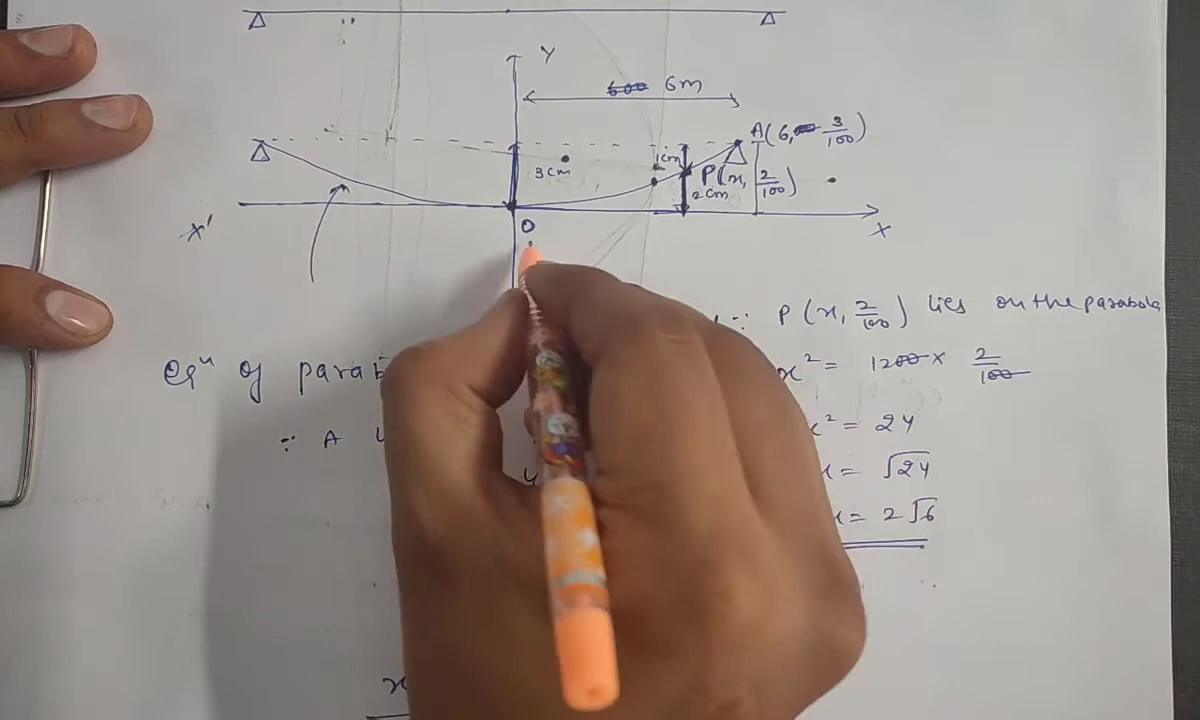 Y
6m
A(6, 3/100)
1cm
3cm
P(x, 2/100)
2cm
X'
O
X
∵ P(x, 2/100) lies on the parabola
Eqn of parab
x² = 1200 × 2/100
∵ A
x² = 24
x = √24
x = 2√6